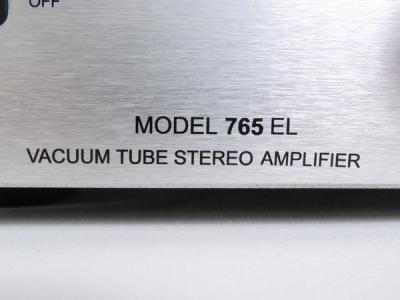 OFF
MODEL 765 EL
VACUUM TUBE STEREO AMPLIFIER